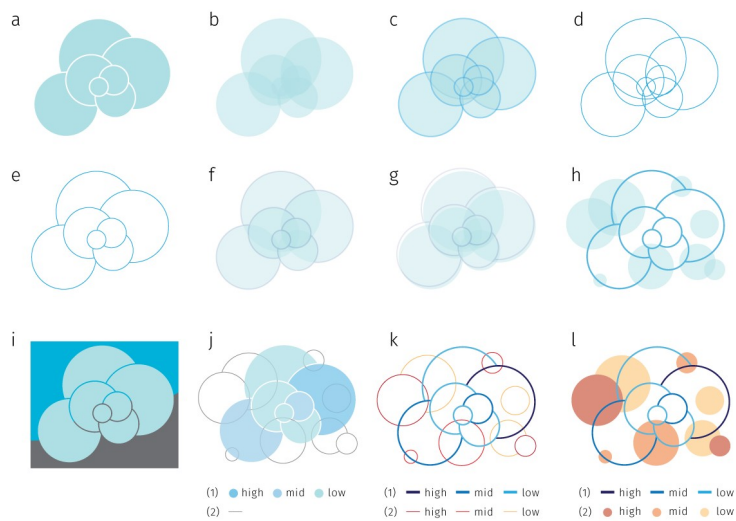 a b c d
e f g h
i j k l
(1) high mid low (1) high mid low (1) high mid low
(2) (2) high mid low (2) high mid low